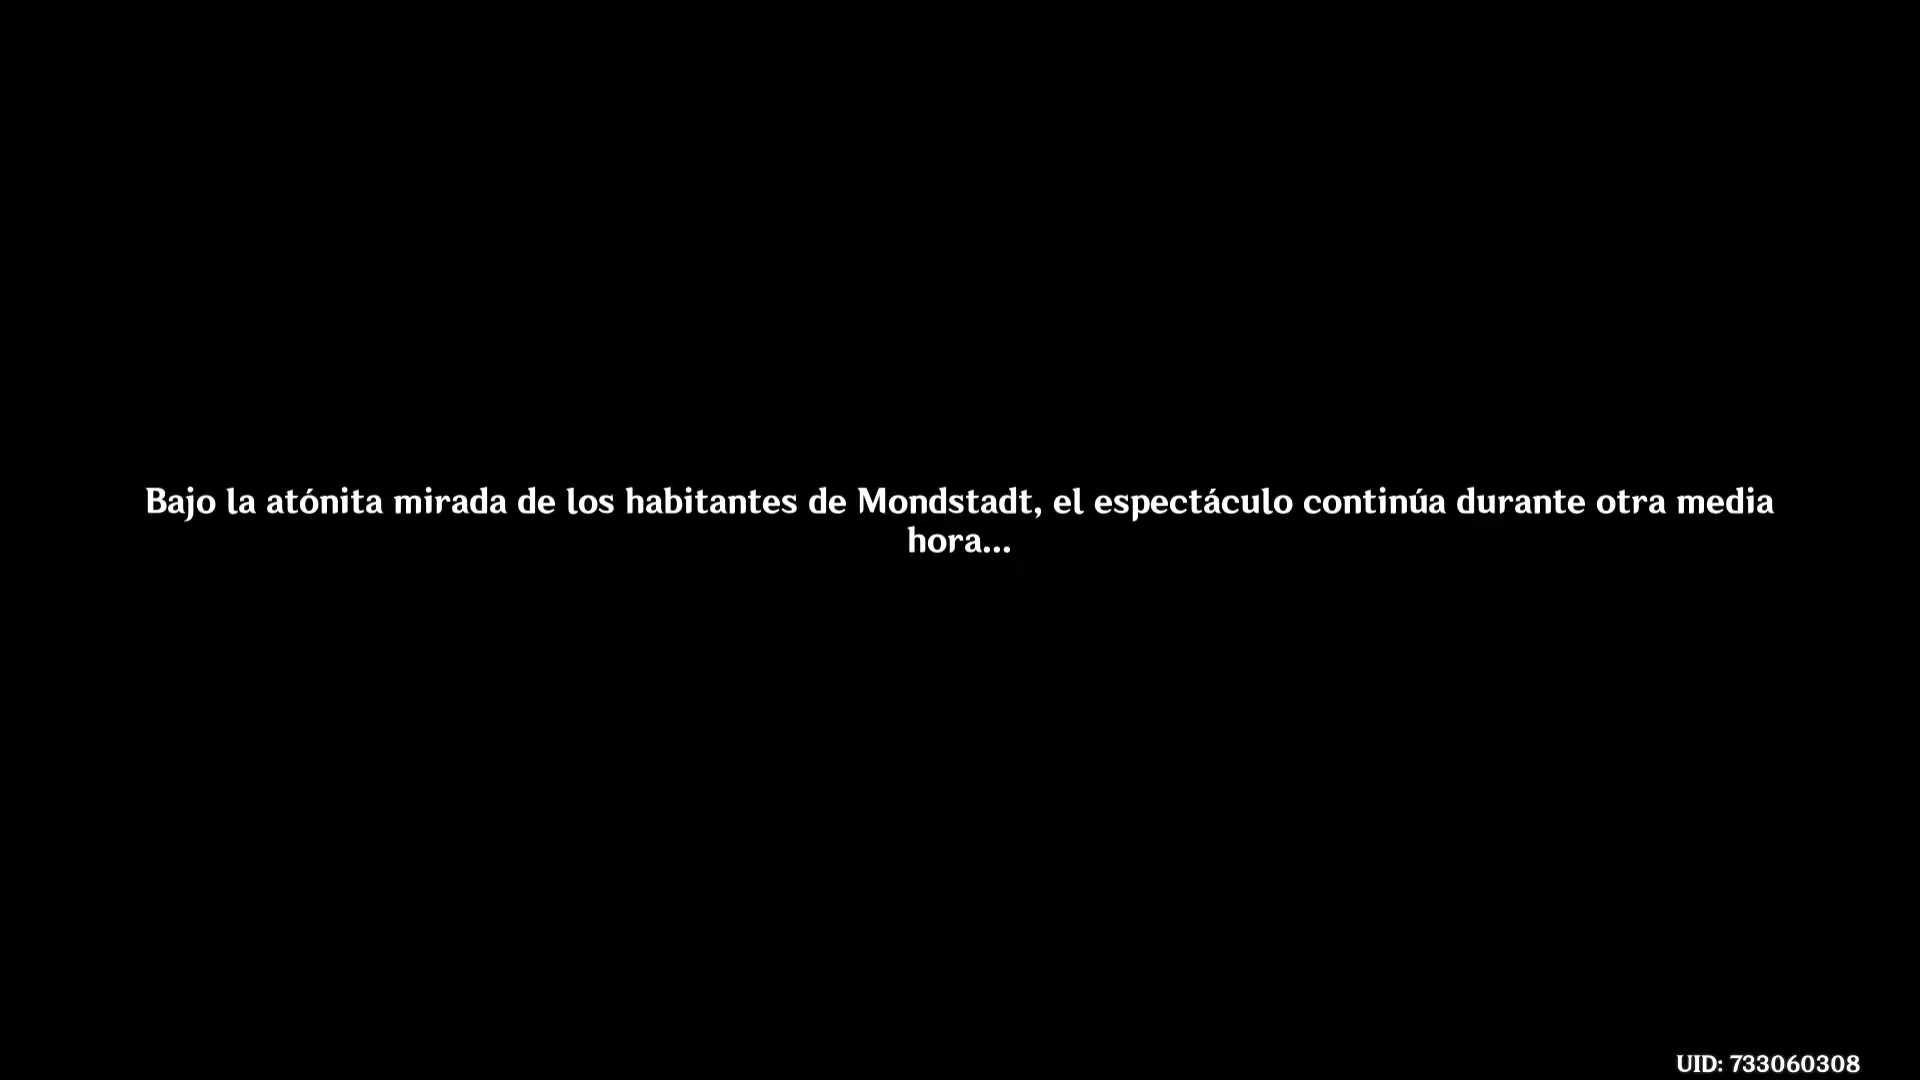 Bajo la atónita mirada de los habitantes de Mondstadt, el espectáculo continúa durante otra media
hora...
UID: 733060308